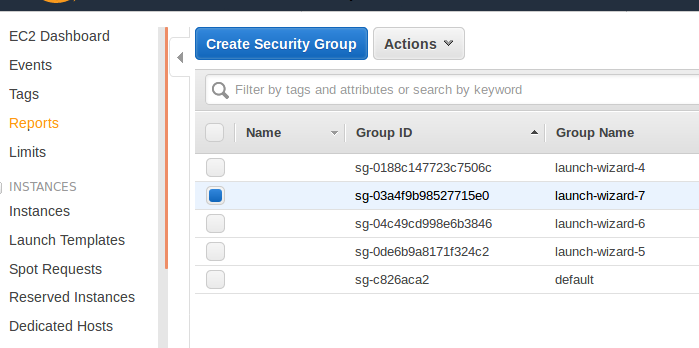 EC2 Dashboard
Events
Tags
Reports
Limits
INSTANCES
Instances
Launch Templates
Spot Requests
Reserved Instances
Dedicated Hosts
Create Security Group Actions
Filter by tags and attributes or search by keyword
Name Group ID Group Name
sg-0188c147723c7506c launch-wizard-4
sg-03a4f9b98527715e0 launch-wizard-7
sg-04c49cd998e6b3846 launch-wizard-6
sg-0de6b9a8171f324c2 launch-wizard-5
sg-c826aca2 default